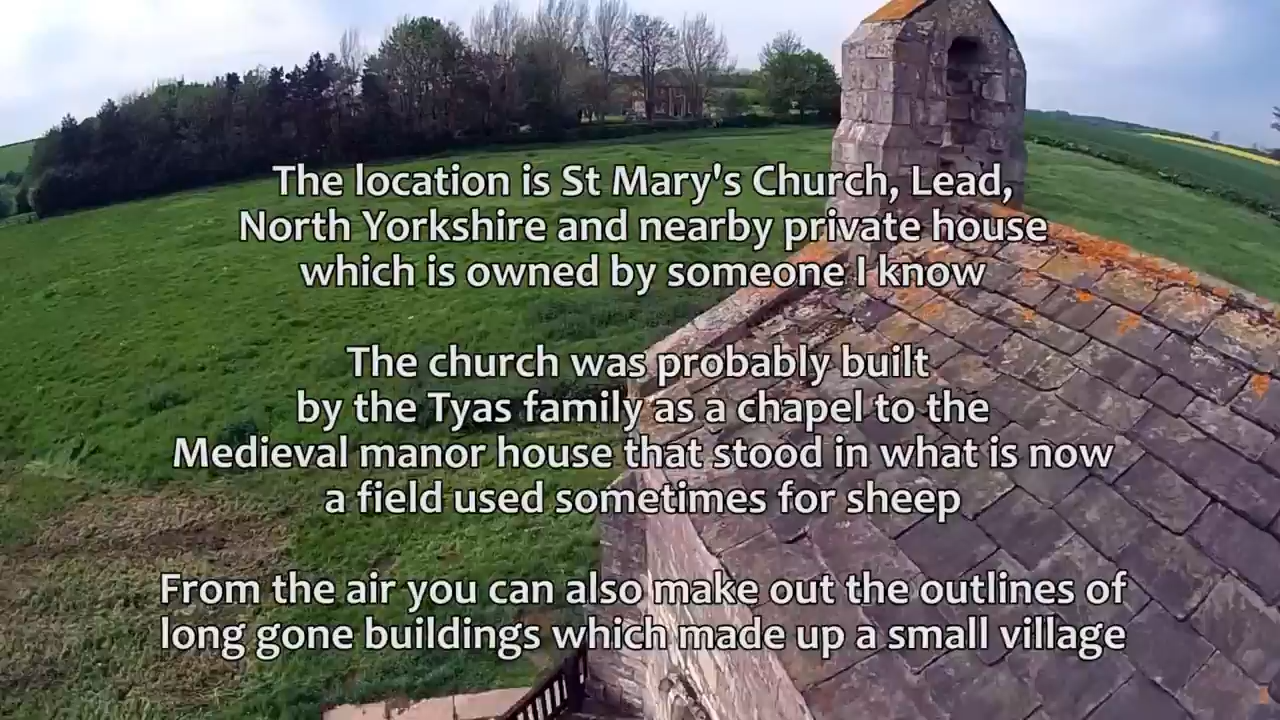 The location is St Mary's Church, Lead,
North Yorkshire and nearby private house
which is owned by someone I know
The church was probably built
by the Tyas family as a chapel to the
Medieval manor house that stood in what is now
a field used sometimes for sheep
From the air you can also make out the outlines of
long gone buildings which made up a small village